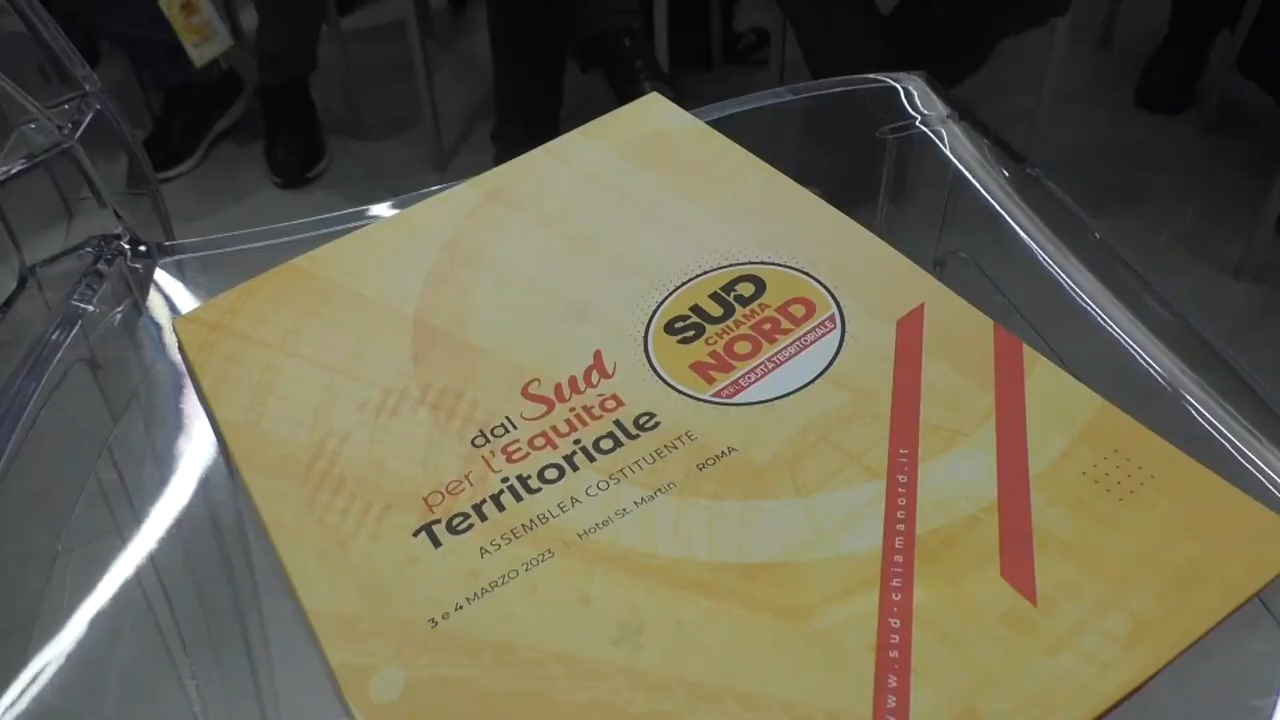 SUD
CHIAMA
NORD
PER L'EQUITÀ TERRITORIALE
dal Sud
per l'Equità
Territoriale
ASSEMBLEA COSTITUENTE
3 e 4 MARZO 2023 | Hotel St. Martin | ROMA
www.sud-chiamanord.it